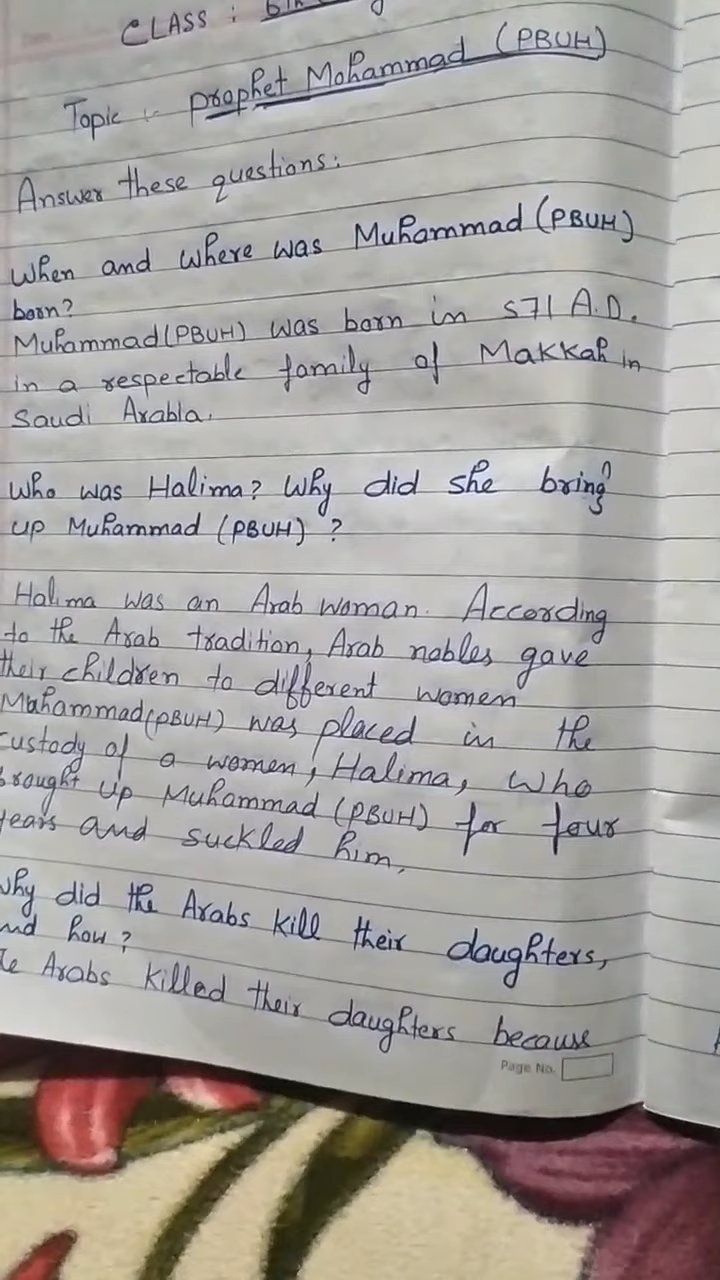 CLASS :
Topic :- Prophet Mohammad (PBUH)
Answer these questions:
When and where was Muhammad (PBUH)
born?
Muhammad (PBUH) was born in 571 A.D.
in a respectable family of Makkah in
Saudi Arabia.
Who was Halima? Why did she bring
up Muhammad (PBUH) ?
Halima was an Arab woman. According
to the Arab tradition, Arab nobles gave
their children to different women
Muhammad (PBUH) was placed in the
custody of a women, Halima, who
brought up Muhammad (PBUH) for four
years and suckled him,
why did the Arabs kill their daughters,
and how?
Te Arabs killed their daughters because
Page No.